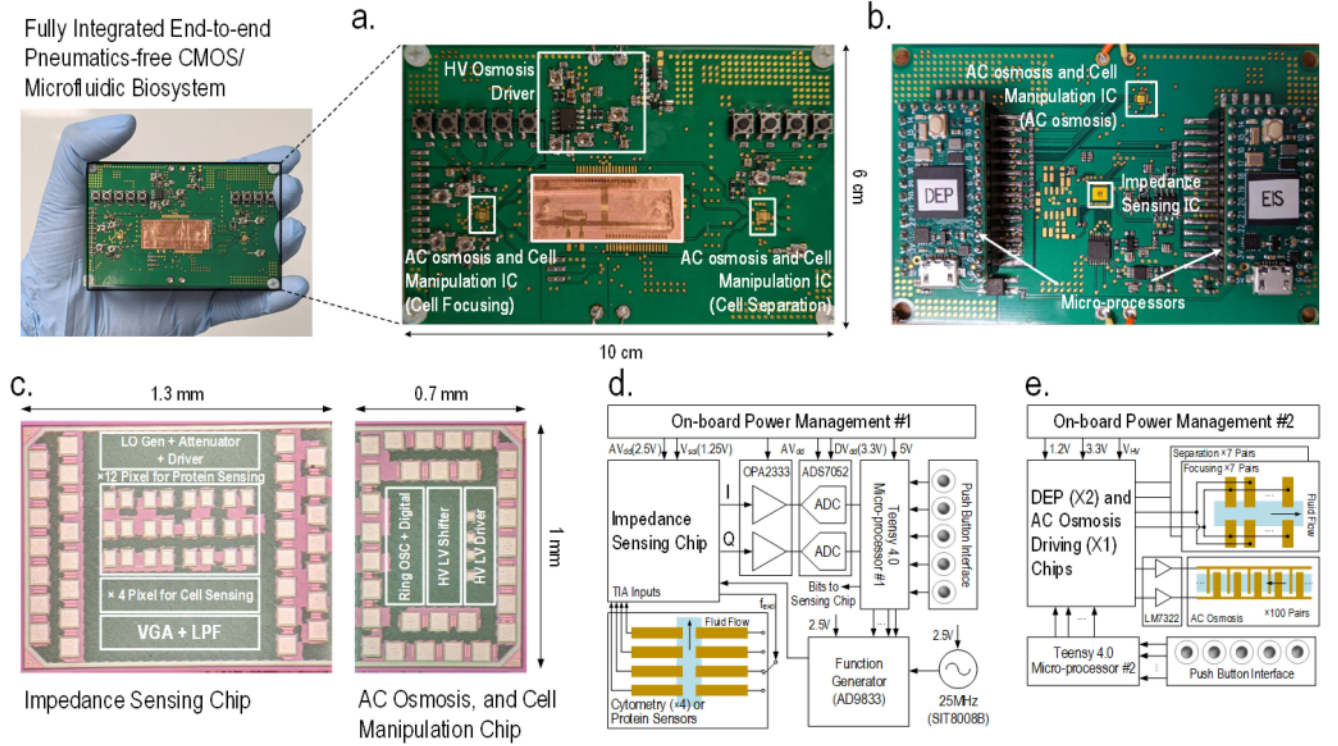 Fully Integrated End-to-end
Pneumatics-free CMOS/
Microfluidic Biosystem
a.
HV Osmosis
Driver
AC osmosis and Cell
Manipulation IC
(Cell Focusing)
AC osmosis and Cell
Manipulation IC
(Cell Separation)
6 cm
10 cm
b.
AC osmosis and Cell
Manipulation IC
(AC osmosis)
DEP
Impedance
Sensing IC
EIS
Micro-processors
c.
1.3 mm
LO Gen + Attenuator
+ Driver
×12 Pixel for Protein Sensing
× 4 Pixel for Cell Sensing
VGA + LPF
Impedance Sensing Chip
0.7 mm
Ring OSC + Digital
HV LV Shifter
HV LV Driver
1 mm
AC Osmosis, and Cell
Manipulation Chip
d.
On-board Power Management #1
AVdd(2.5V)
Vsol(1.25V)
AVdd
DVdd(3.3V)
5V
Impedance
Sensing Chip
TIA Inputs
I
Q
OPA2333
ADS7052
ADC
ADC
Teensy 4.0
Micro-processor #1
Push Button Interface
Bits to
Sensing Chip
fexci
Fluid Flow
Cytometry (×4) or
Protein Sensors
2.5V
...
Function
Generator
(AD9833)
2.5V
25MHz
(SIT8008B)
e.
On-board Power Management #2
1.2V
3.3V
VHV
DEP (X2) and
AC Osmosis
Driving (X1)
Chips
Separation ×7 Pairs
Focusing ×7 Pairs
...
...
Fluid Flow
LM7322
...
AC Osmosis
×100 Pairs
...
Teensy 4.0
Micro-processor #2
...
Push Button Interface